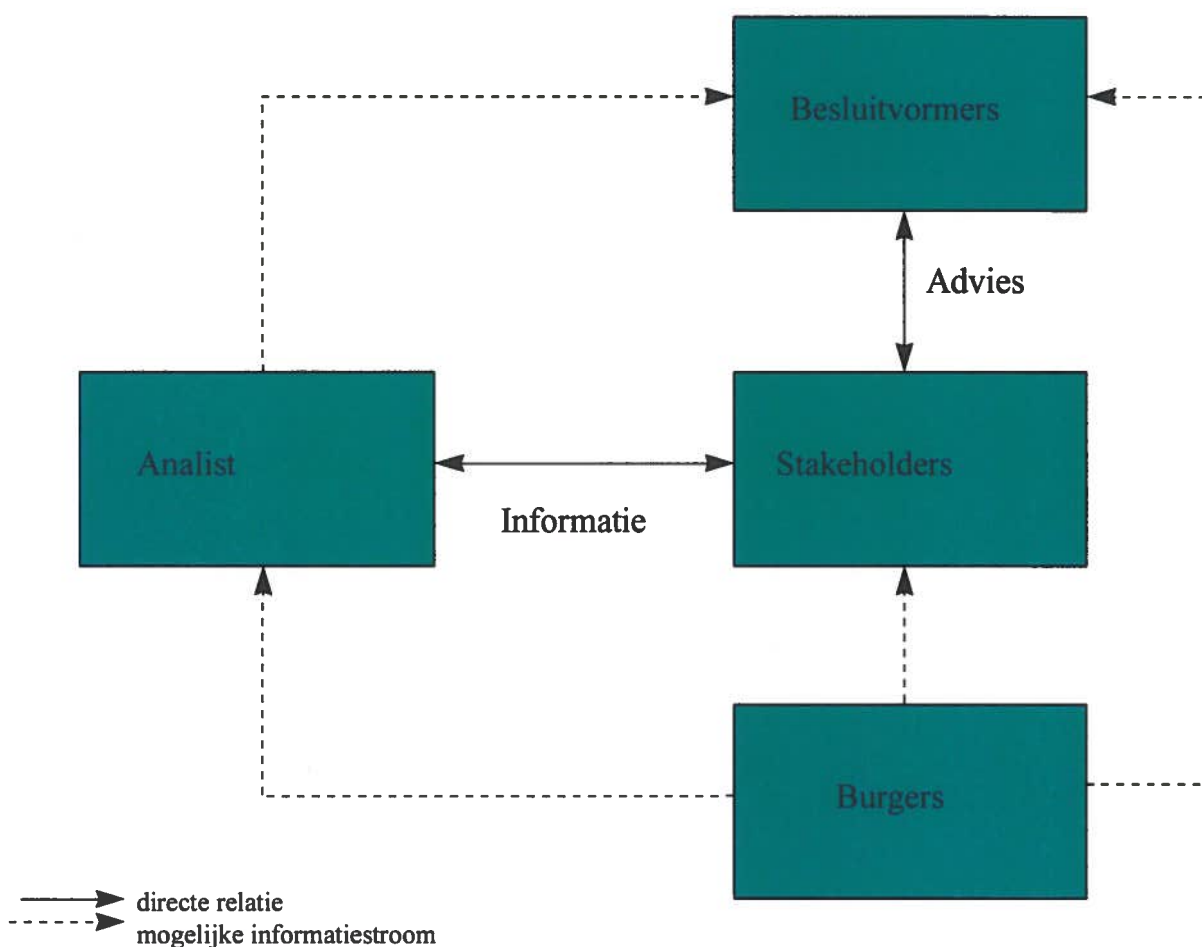 Besluitvormers
Advies
Analist
Stakeholders
Informatie
Burgers
directe relatie
mogelijke informatiestroom